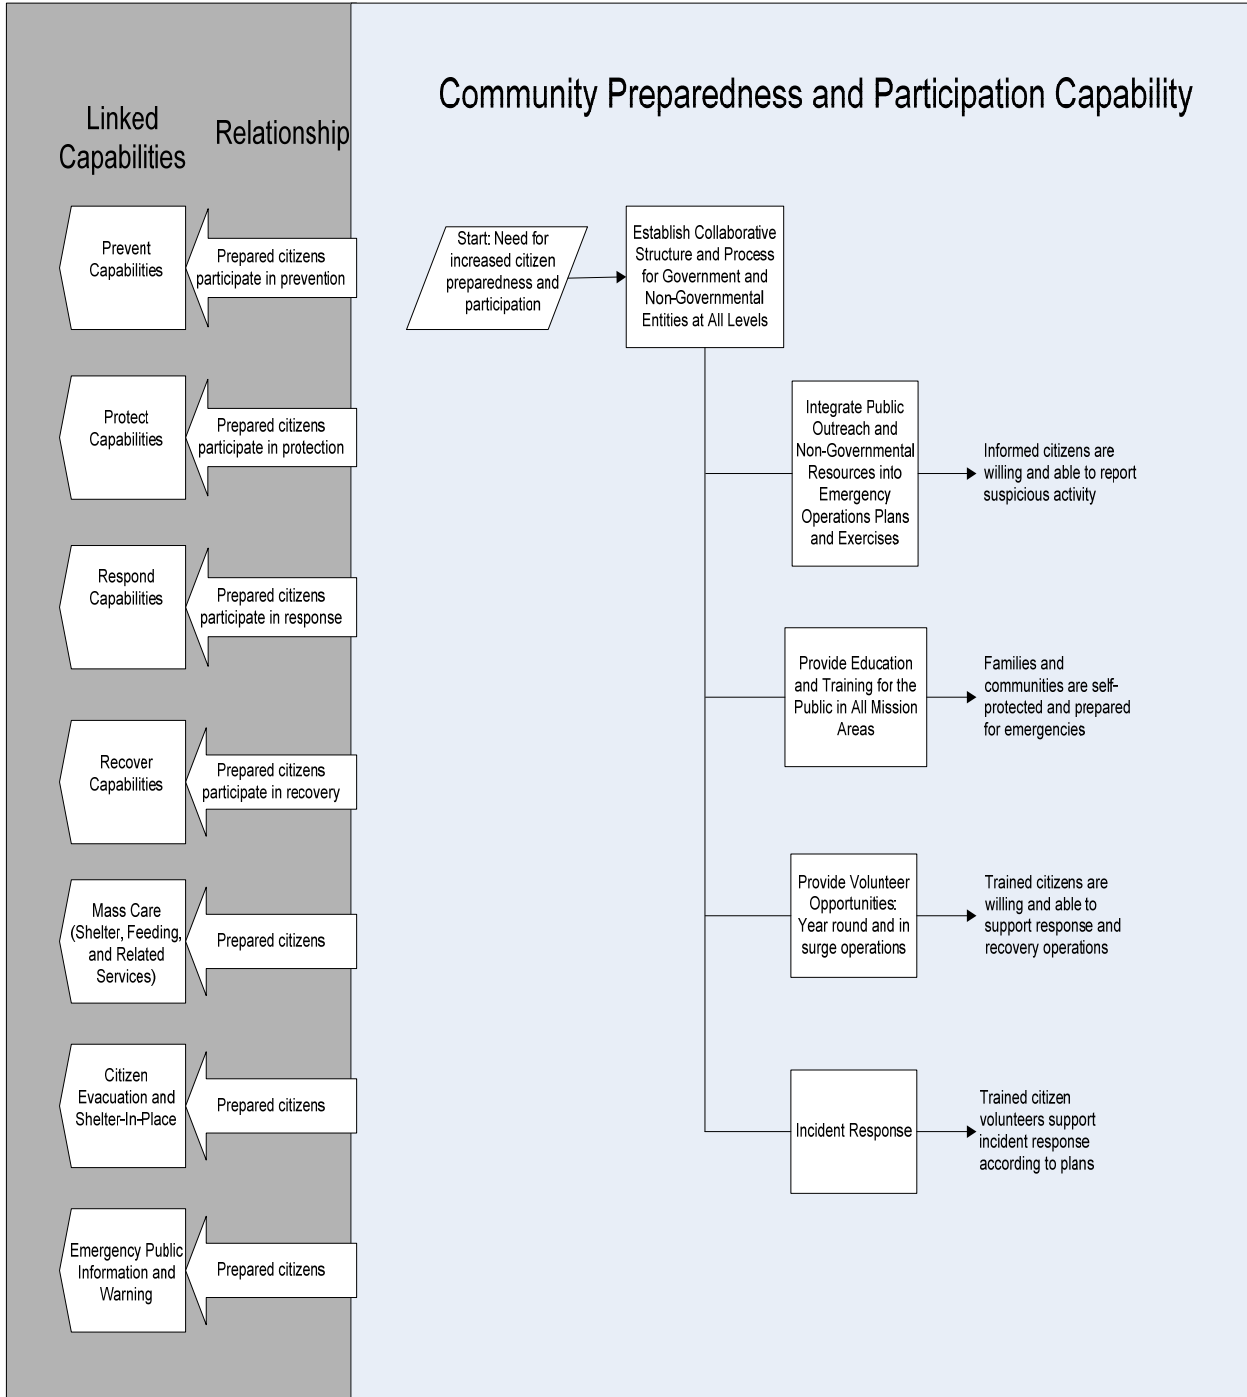 Community Preparedness and Participation Capability
Linked
Capabilities
Relationship
Prevent
Capabilities
Prepared citizens
participate in prevention
Protect
Capabilities
Prepared citizens
participate in protection
Respond
Capabilities
Prepared citizens
participate in response
Recover
Capabilities
Prepared citizens
participate in recovery
Mass Care
(Shelter, Feeding,
and Related
Services)
Prepared citizens
Citizen
Evacuation and
Shelter-In-Place
Prepared citizens
Emergency Public
Information and
Warning
Prepared citizens
Start: Need for
increased citizen
preparedness and
participation
Establish Collaborative
Structure and Process
for Government and
Non-Governmental
Entities at All Levels
Integrate Public
Outreach and
Non-Governmental
Resources into
Emergency
Operations Plans
and Exercises
Informed citizens are
willing and able to report
suspicious activity
Provide Education
and Training for the
Public in All Mission
Areas
Families and
communities are self-
protected and prepared
for emergencies
Provide Volunteer
Opportunities:
Year round and in
surge operations
Trained citizens are
willing and able to
support response and
recovery operations
Incident Response
Trained citizen
volunteers support
incident response
according to plans